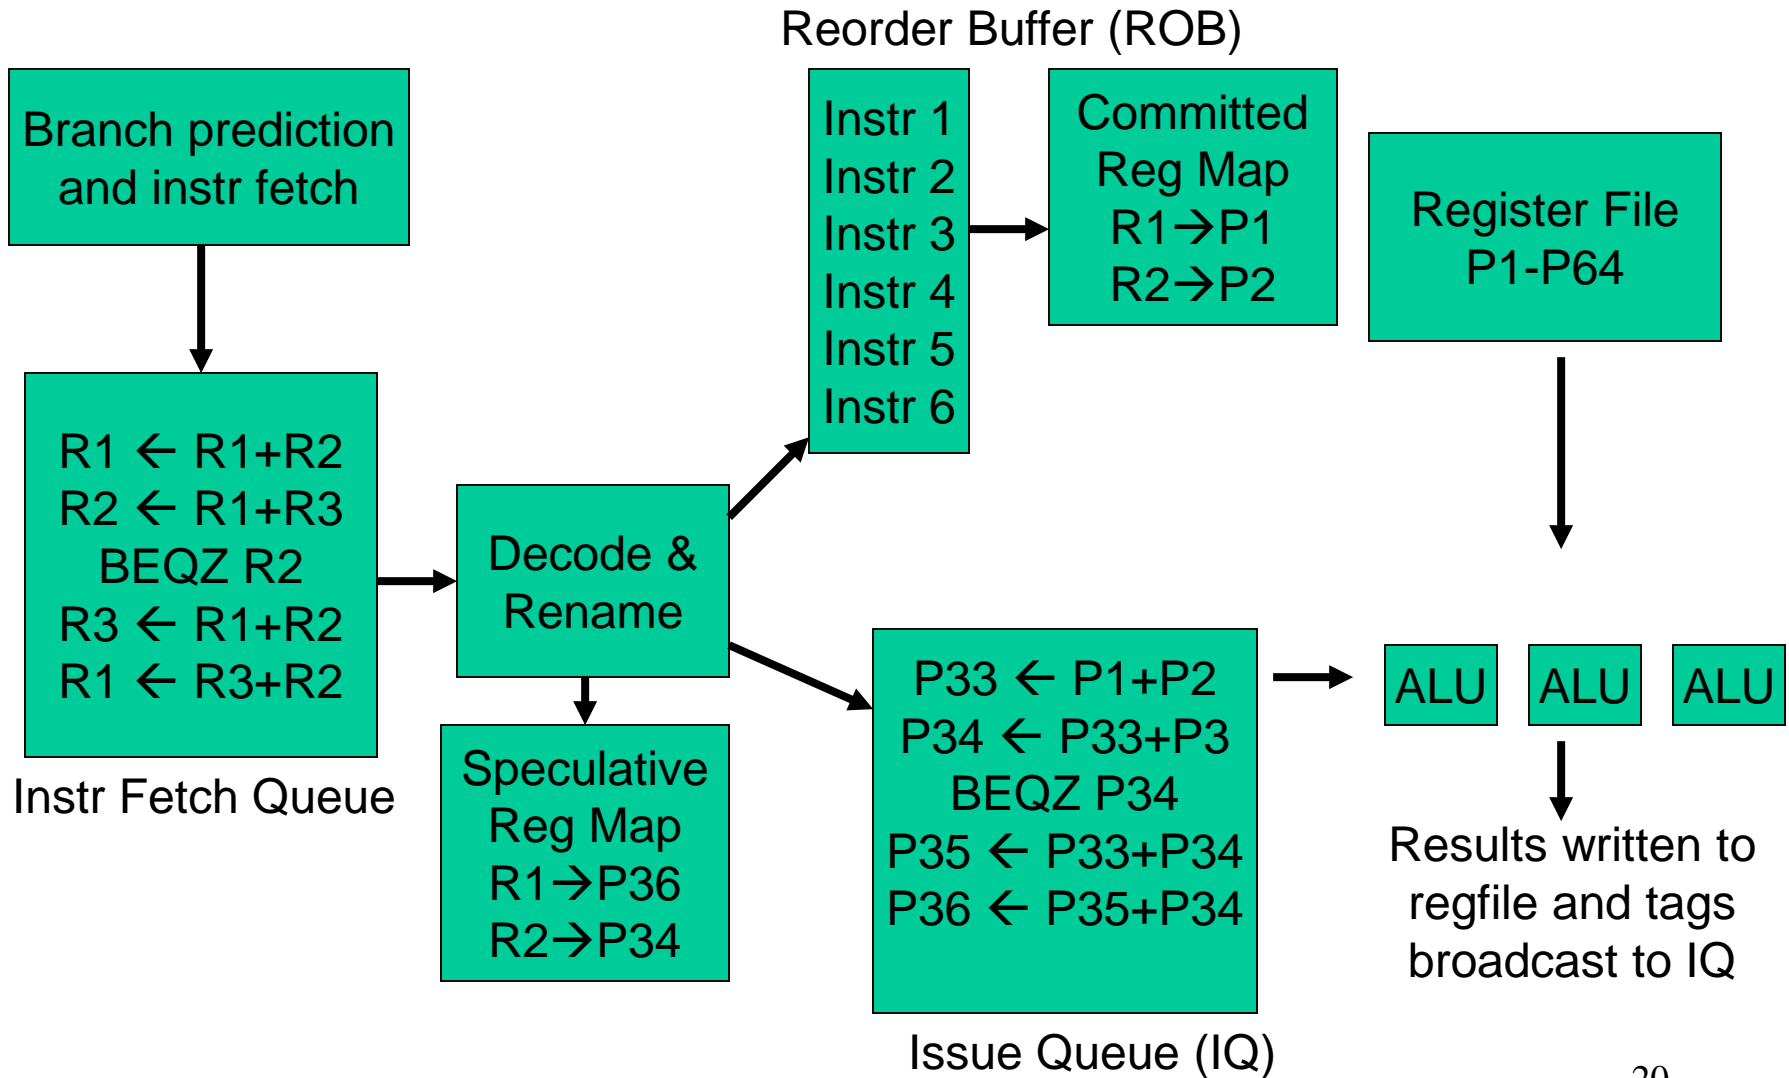 Reorder Buffer (ROB)
Branch prediction
and instr fetch
Instr 1
Instr 2
Instr 3
Instr 4
Instr 5
Instr 6
Committed
Reg Map
R1→P1
R2→P2
Register File
P1-P64
R1 ← R1+R2
R2 ← R1+R3
BEQZ R2
R3 ← R1+R2
R1 ← R3+R2
Instr Fetch Queue
Decode &
Rename
Speculative
Reg Map
R1→P36
R2→P34
P33 ← P1+P2
P34 ← P33+P3
BEQZ P34
P35 ← P33+P34
P36 ← P35+P34
Issue Queue (IQ)
ALU
ALU
ALU
Results written to
regfile and tags
broadcast to IQ
20